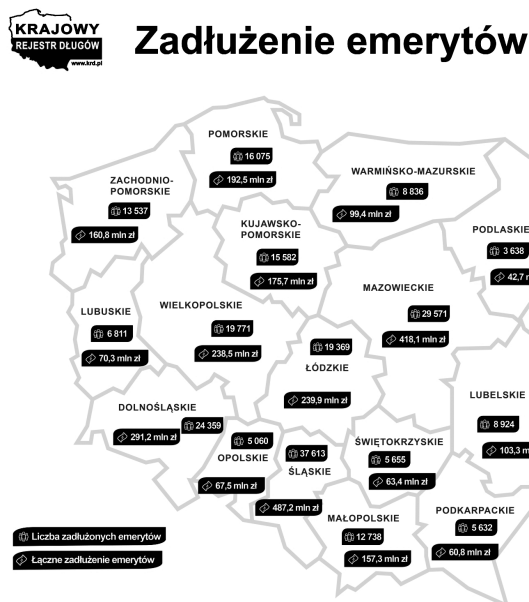 KRAJOWY
REJESTR DŁUGÓW
www.krd.pl
Zadłużenie emerytów
POMORSKIE
16 075
192,5 mln zł
ZACHODNIO-
POMORSKIE
13 537
160,8 mln zł
WARMIŃSKO-MAZURSKIE
8 836
99,4 mln zł
KUJAWSKO-
POMORSKIE
15 582
175,7 mln zł
PODLASKIE
3 638
42,7 m
MAZOWIECKIE
29 571
418,1 mln zł
LUBUSKIE
6 811
70,3 mln zł
WIELKOPOLSKIE
19 771
238,5 mln zł
19 369
ŁÓDZKIE
239,9 mln zł
LUBELSKIE
8 924
103,3 m
DOLNOŚLĄSKIE
24 359
291,2 mln zł
5 060
OPOLSKIE
67,5 mln zł
37 613
ŚLĄSKIE
487,2 mln zł
ŚWIĘTOKRZYSKIE
5 655
63,4 mln zł
MAŁOPOLSKIE
12 738
157,3 mln zł
PODKARPACKIE
5 632
60,8 mln zł
Liczba zadłużonych emerytów
Łączne zadłużenie emerytów